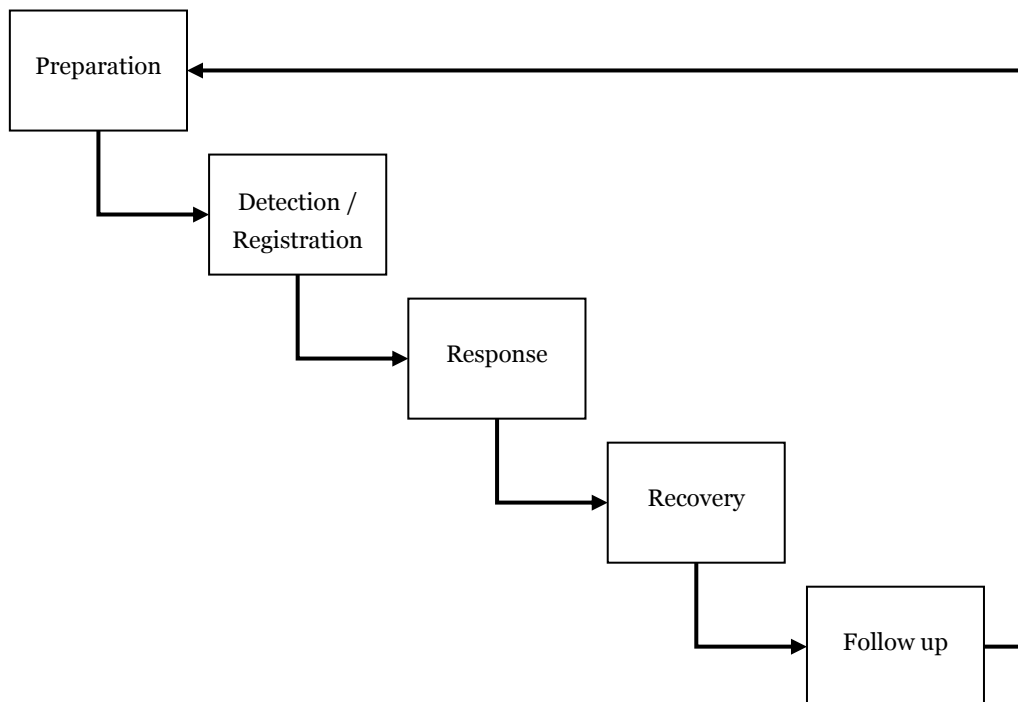 Preparation
Detection /
Registration
Response
Recovery
Follow up